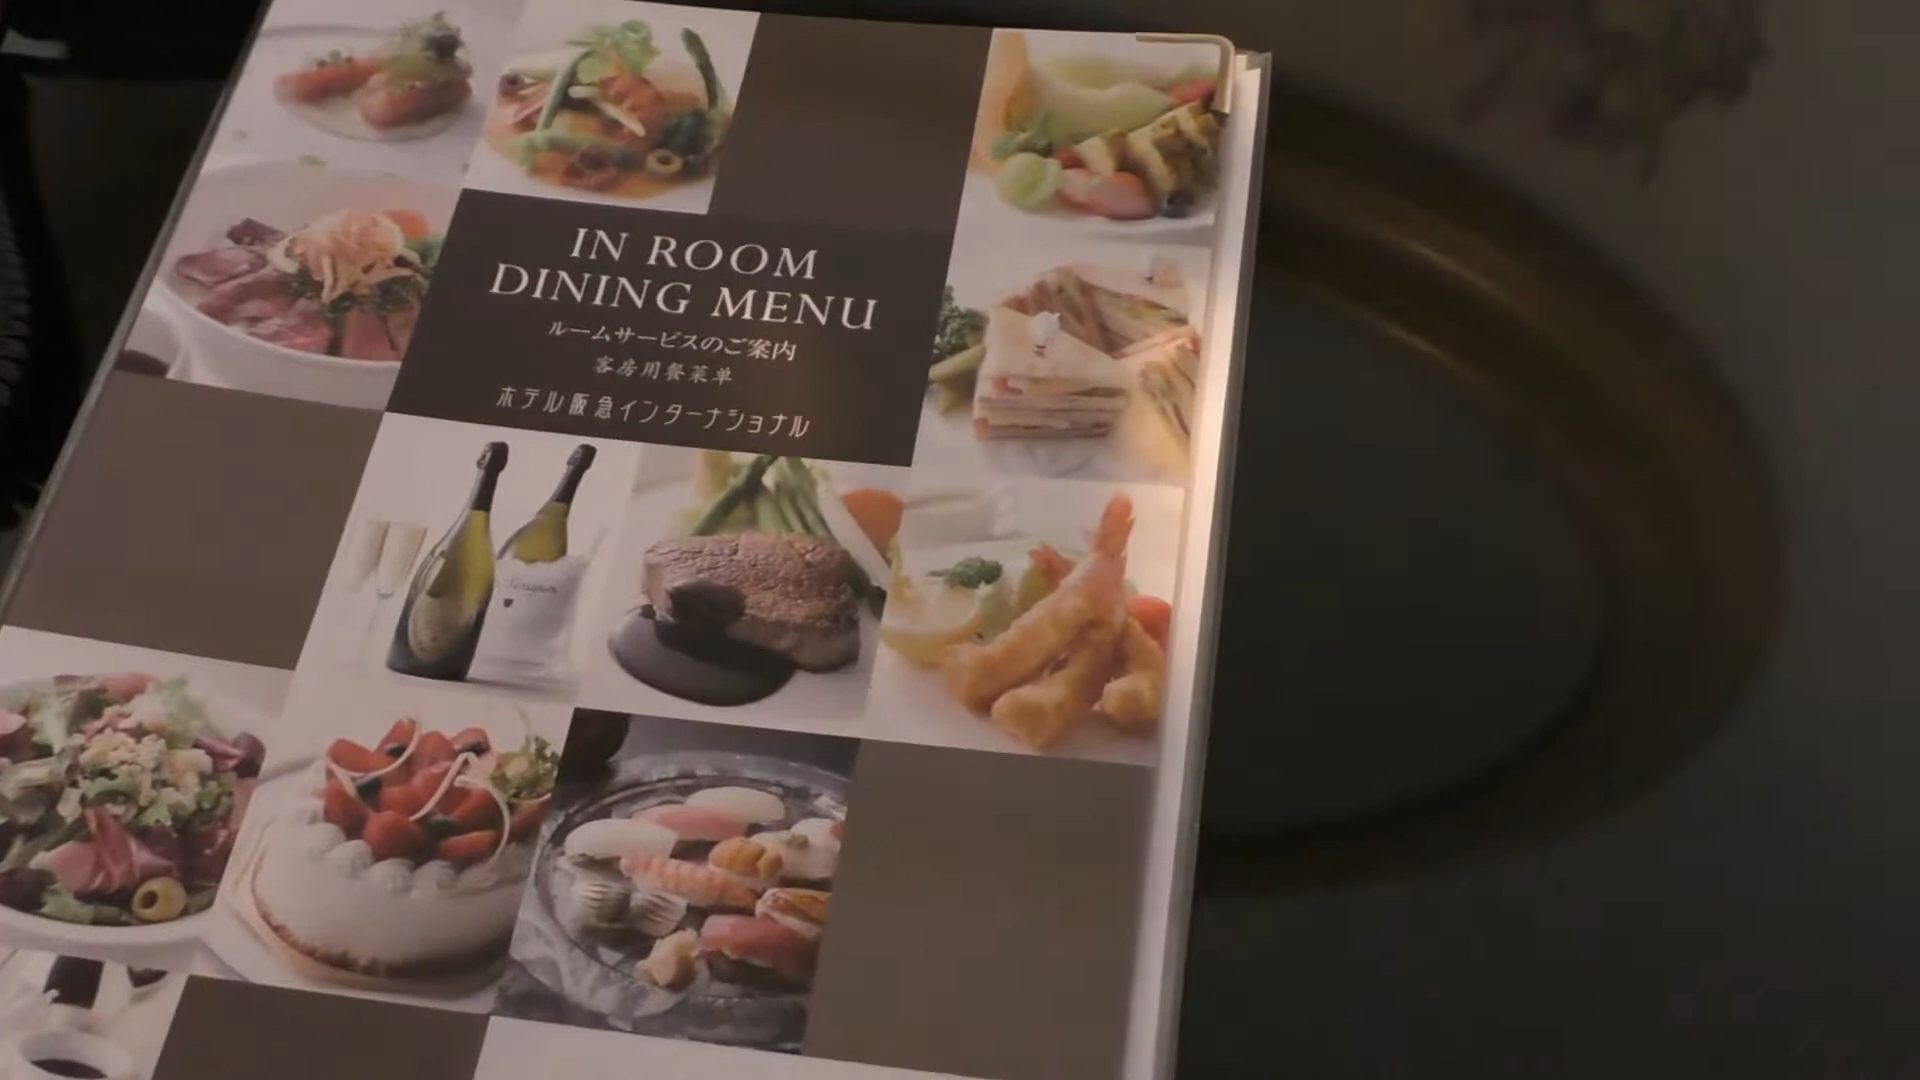 IN ROOM
DINING MENU
ルームサービスのご案内
客房用餐菜单
ホテル阪急インターナショナル